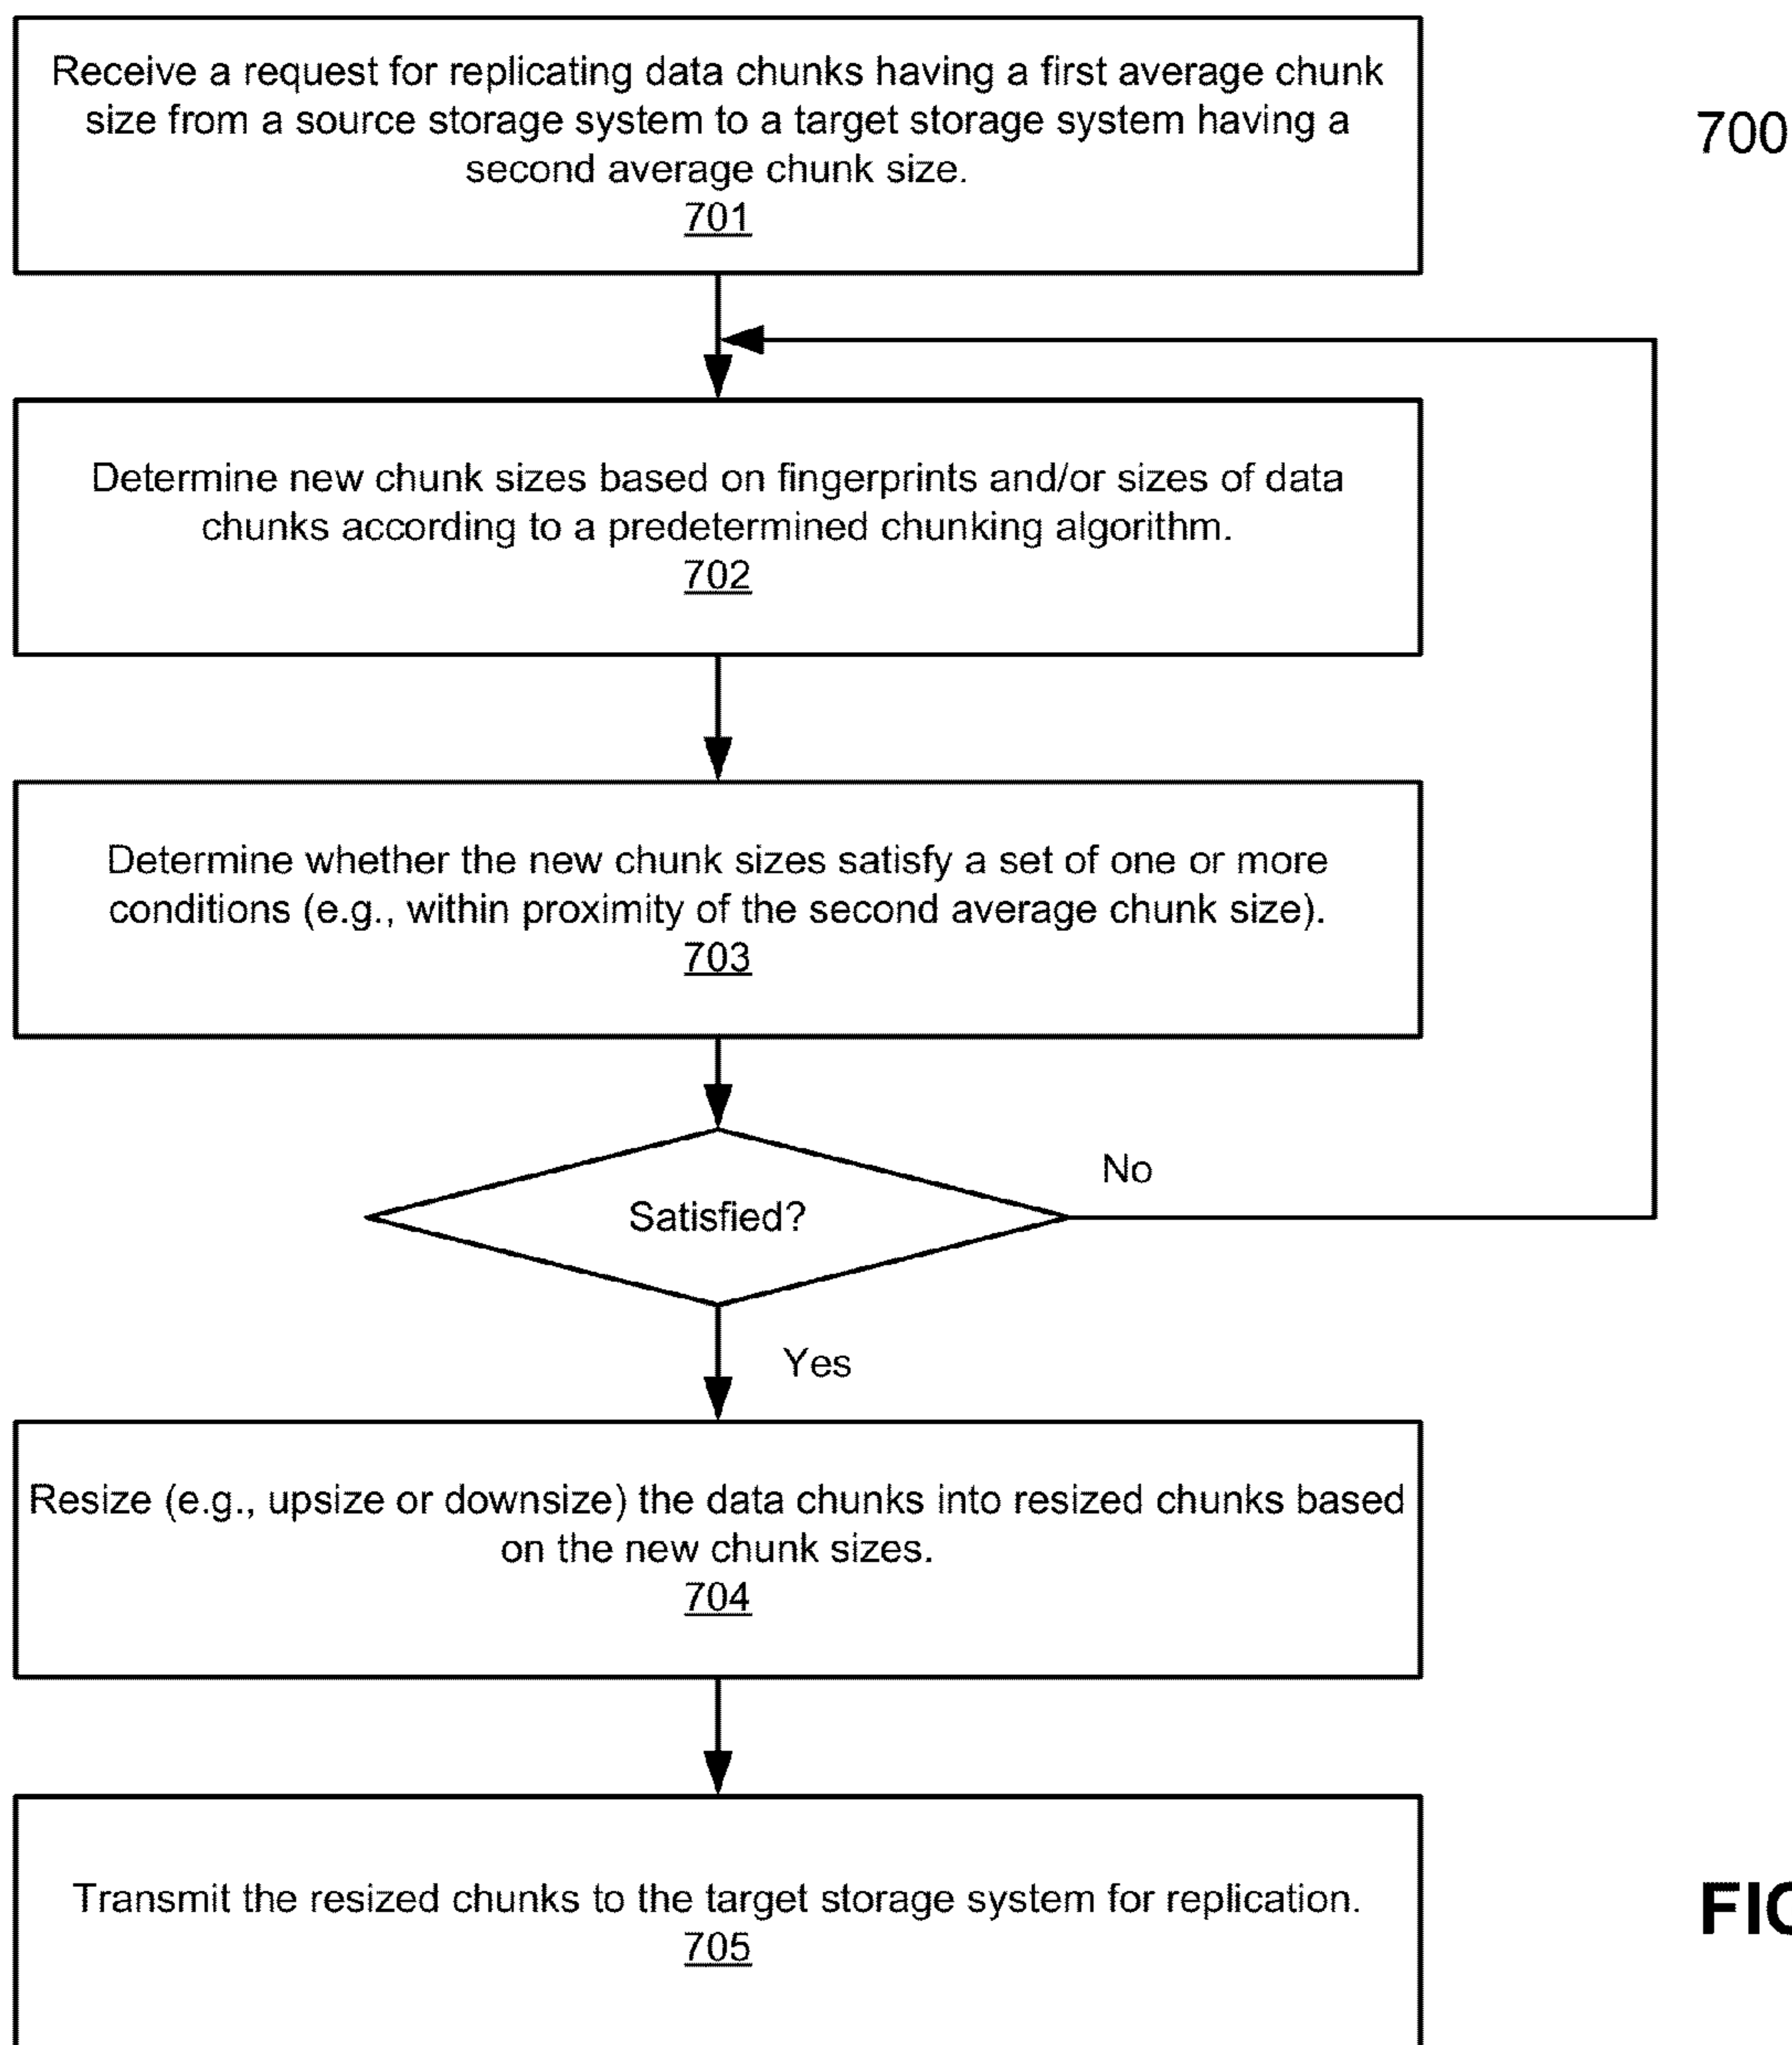 Receive a request for replicating data chunks having a first average chunk
size from a source storage system to a target storage system having a
second average chunk size.
701
700
Determine new chunk sizes based on fingerprints and/or sizes of data
chunks according to a predetermined chunking algorithm.
702
Determine whether the new chunk sizes satisfy a set of one or more
conditions (e.g., within proximity of the second average chunk size).
703
No
Satisfied?
Yes
Resize (e.g., upsize or downsize) the data chunks into resized chunks based
on the new chunk sizes.
704
Transmit the resized chunks to the target storage system for replication.
705